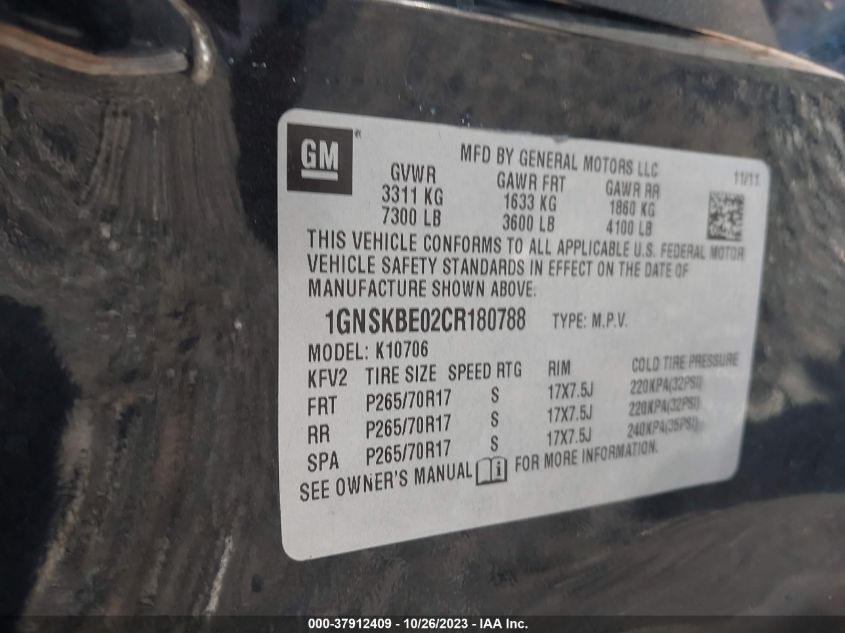 GM
MFD BY GENERAL MOTORS LLC
11/11
GVWR GAWR FRT GAWR RR
3311 KG 1633 KG 1860 KG
7300 LB 3600 LB 4100 LB
THIS VEHICLE CONFORMS TO ALL APPLICABLE U.S. FEDERAL MOTOR
VEHICLE SAFETY STANDARDS IN EFFECT ON THE DATE OF
MANUFACTURE SHOWN ABOVE.
1GNSKBE02CR180788 TYPE: M.P.V.
MODEL: K10706
KFV2 TIRE SIZE SPEED RTG RIM COLD TIRE PRESSURE
FRT P265/70R17 S 17X7.5J 220KPA(32PSI)
RR P265/70R17 S 17X7.5J 220KPA(32PSI)
SPA P265/70R17 S 17X7.5J 240KPA(35PSI)
SEE OWNER'S MANUAL i FOR MORE INFORMATION.
000-37912409 - 10/26/2023 - IAA Inc.